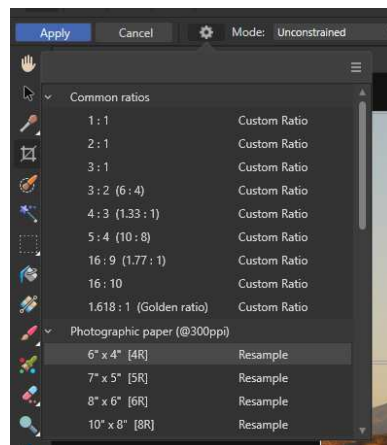 Apply Cancel Mode: Unconstrained
Common ratios
1 : 1 Custom Ratio
2 : 1 Custom Ratio
3 : 1 Custom Ratio
3 : 2 (6 : 4) Custom Ratio
4 : 3 (1.33 : 1) Custom Ratio
5 : 4 (10 : 8) Custom Ratio
16 : 9 (1.77 : 1) Custom Ratio
16 : 10 Custom Ratio
1.618 : 1 (Golden ratio) Custom Ratio
Photographic paper (@300ppi)
6" x 4" [4R] Resample
7" x 5" [5R] Resample
8" x 6" [6R] Resample
10" x 8" [8R] Resample